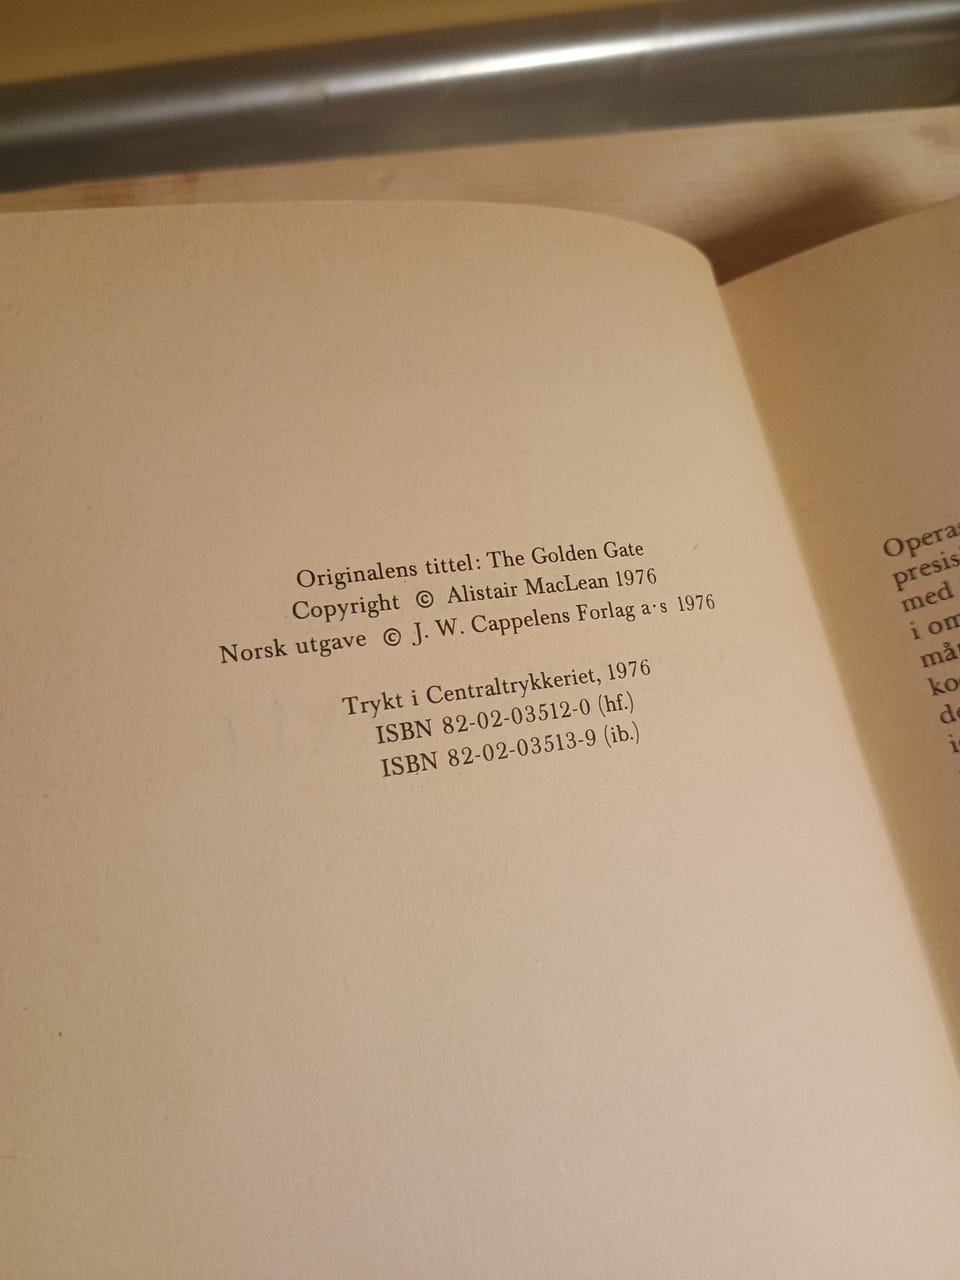 Originalens tittel: The Golden Gate
Copyright © Alistair MacLean 1976
Norsk utgave © J. W. Cappelens Forlag a·s 1976
Trykt i Centraltrykkeriet, 1976
ISBN 82-02-03512-0 (hf.)
ISBN 82-02-03513-9 (ib.)
med
i